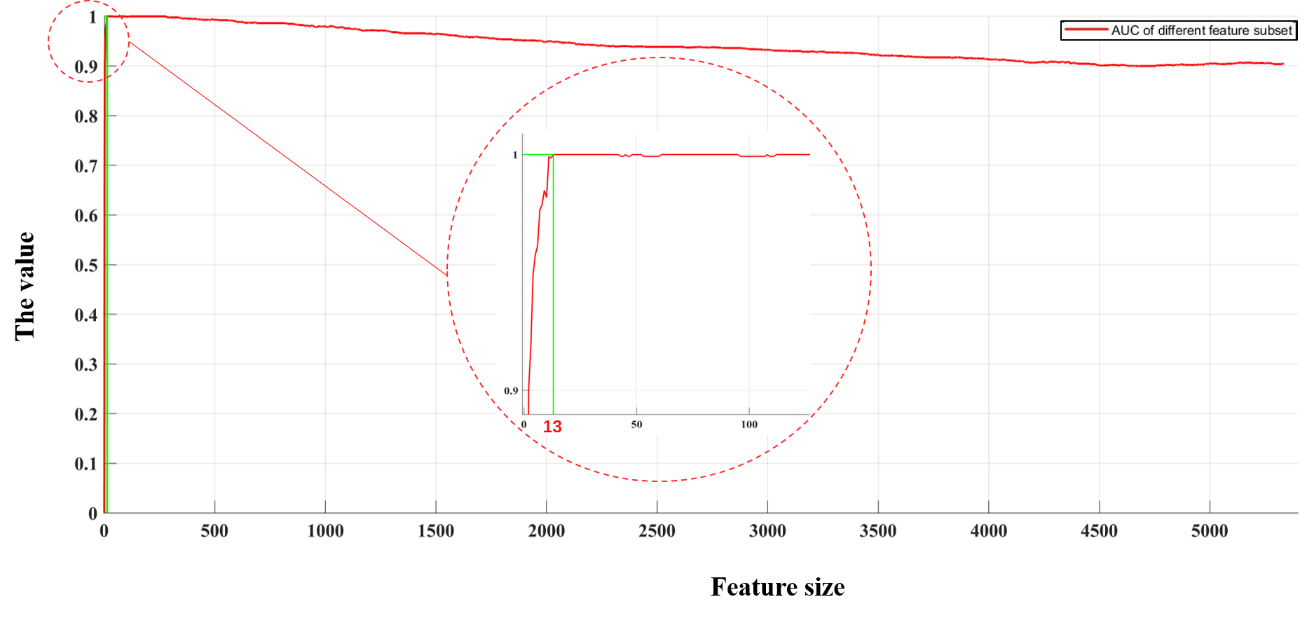 AUC of different feature subset
1
0.9
0.8
0.7
0.6
0.5
0.4
0.3
0.2
0.1
0
The value
1
0.9
0 13 50 100
0 500 1000 1500 2000 2500 3000 3500 4000 4500 5000
Feature size